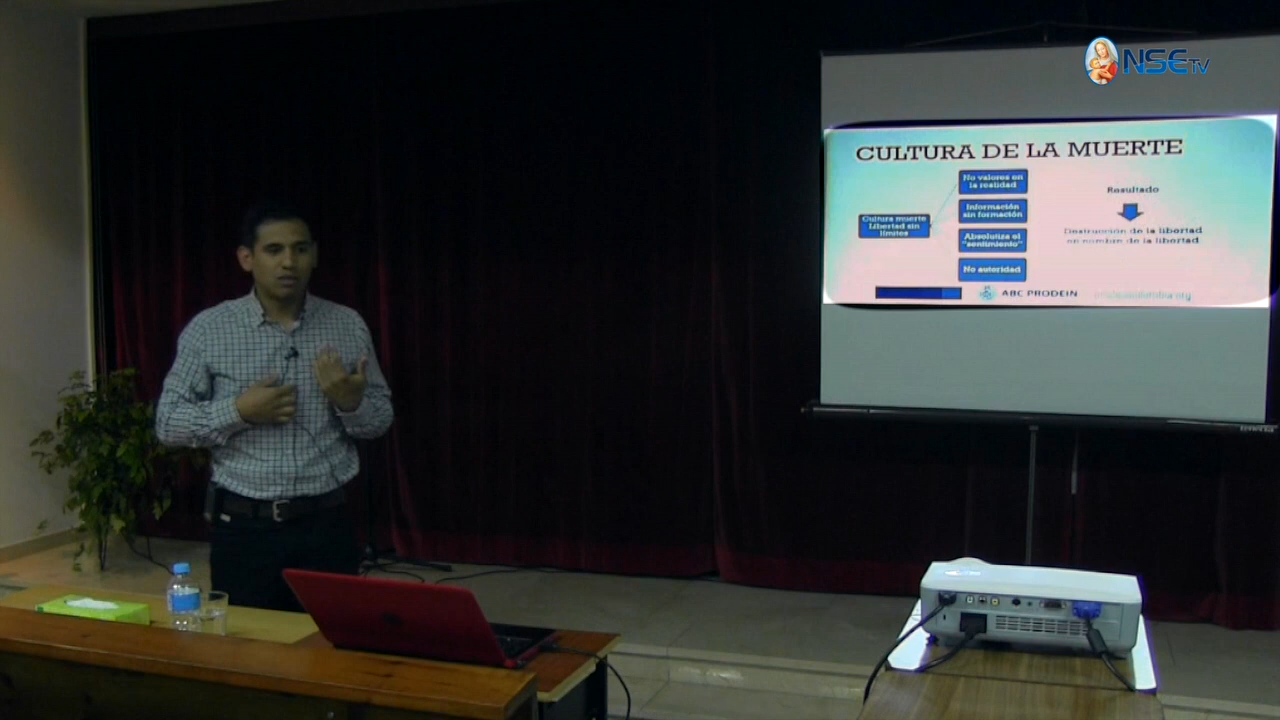 NSETV
CULTURA DE LA MUERTE
No valores en
la realidad
Información
sin formación
Cultura muerte
Libertad sin
límites
Absolutiza el
"sentimiento"
No autoridad
Resultado
Destrucción de la libertad
en nombre de la libertad
ABC PRODEIN